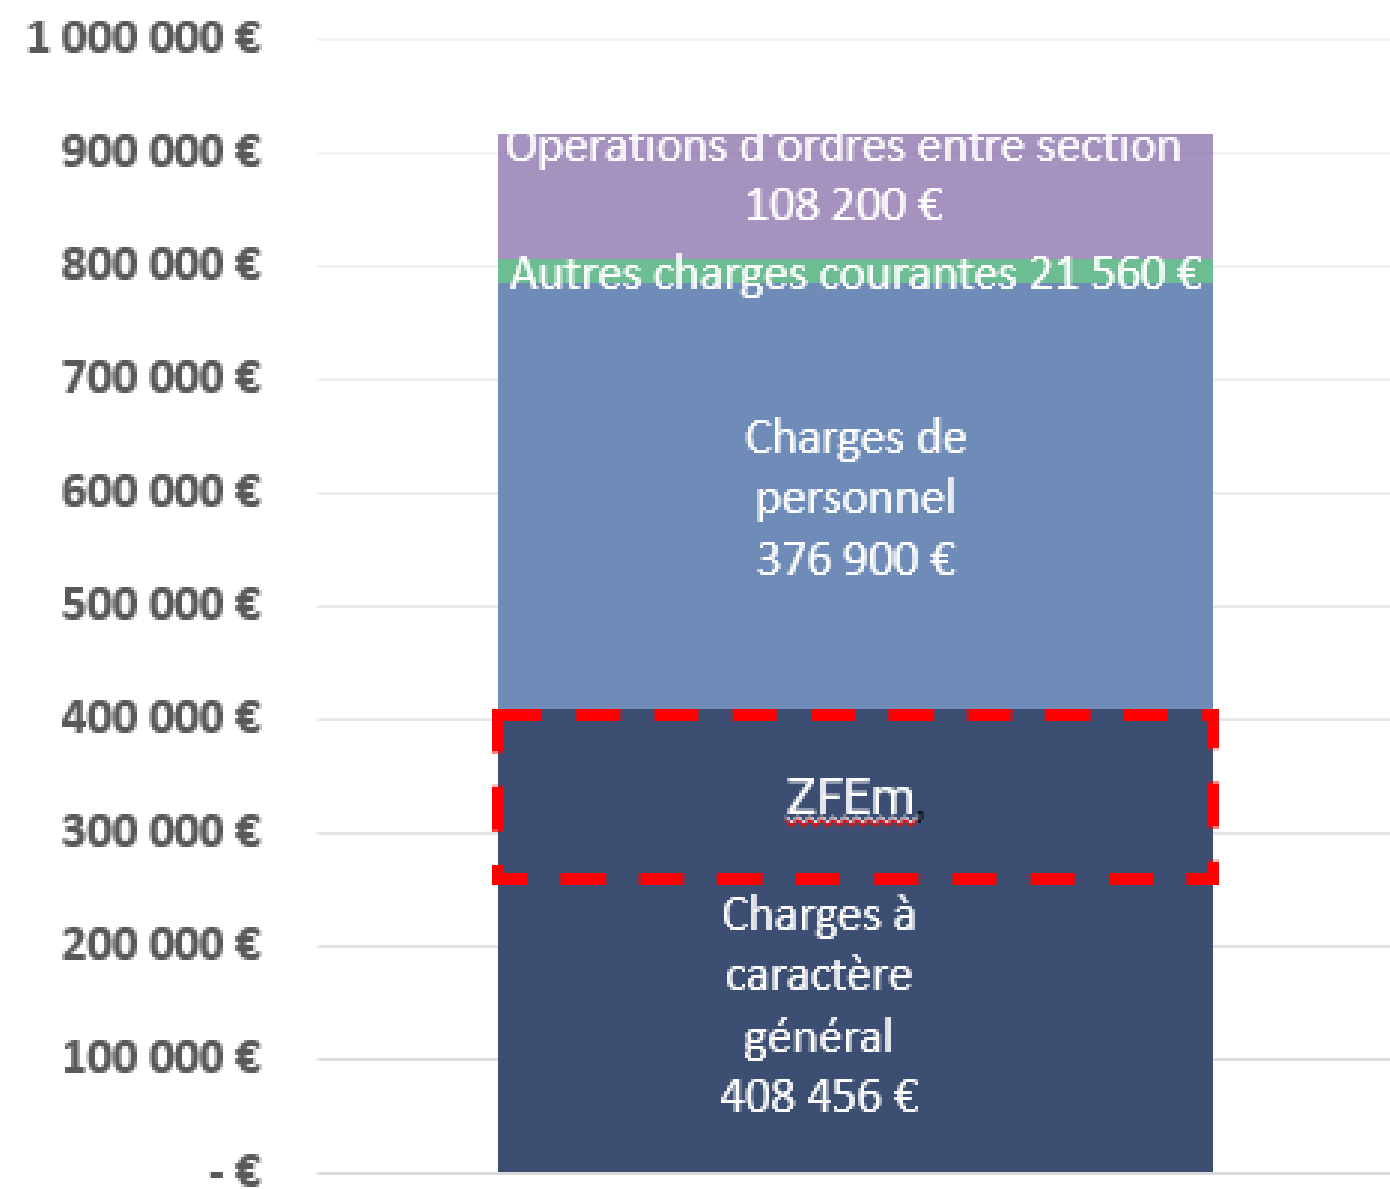 1 000 000 €
900 000 €
800 000 €
700 000 €
600 000 €
500 000 €
400 000 €
300 000 €
200 000 €
100 000 €
- €
Opérations d'ordres entre section
108 200 €
Autres charges courantes 21 560 €
Charges de
personnel
376 900 €
ZFEm,
Charges à
caractère
général
408 456 €